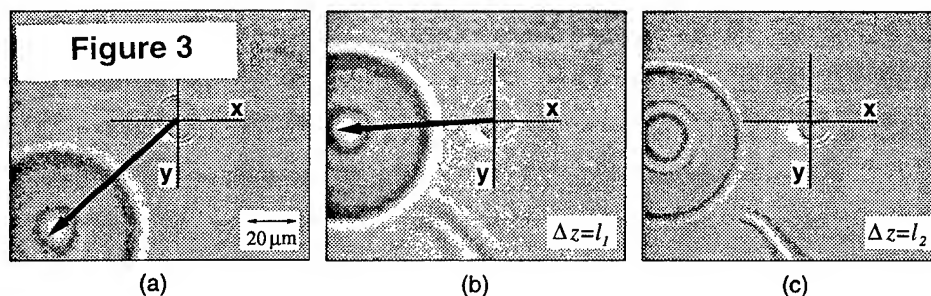 Figure 3
x
y
20 μm
(a)
x
y
Δz=l₁
(b)
x
y
Δz=l₂
(c)